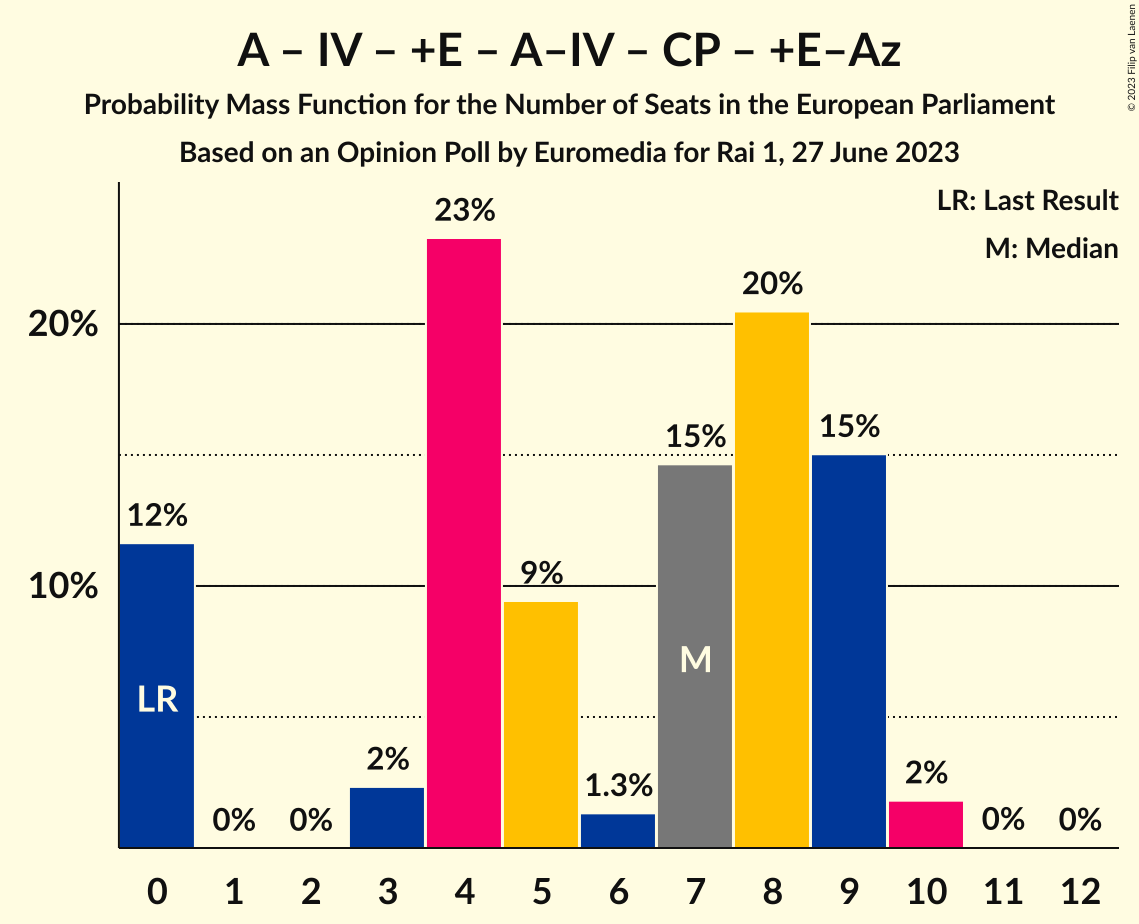 A – IV – +E – A–IV – CP – +E–Az
Probability Mass Function for the Number of Seats in the European Parliament
Based on an Opinion Poll by Euromedia for Rai 1, 27 June 2023
© 2023 Filip van Laenen
LR: Last Result
M: Median
23%
20%
20%
15%
15%
12%
10%
9%
M
LR
2%
1.3%
2%
0%
0%
0%
0%
0 1 2 3 4 5 6 7 8 9 10 11 12